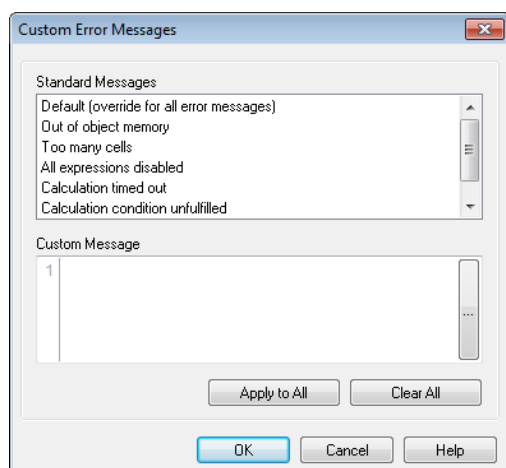 Custom Error Messages
Standard Messages
Default (override for all error messages)
Out of object memory
Too many cells
All expressions disabled
Calculation timed out
Calculation condition unfulfilled
Custom Message
1
...
Apply to All
Clear All
OK
Cancel
Help